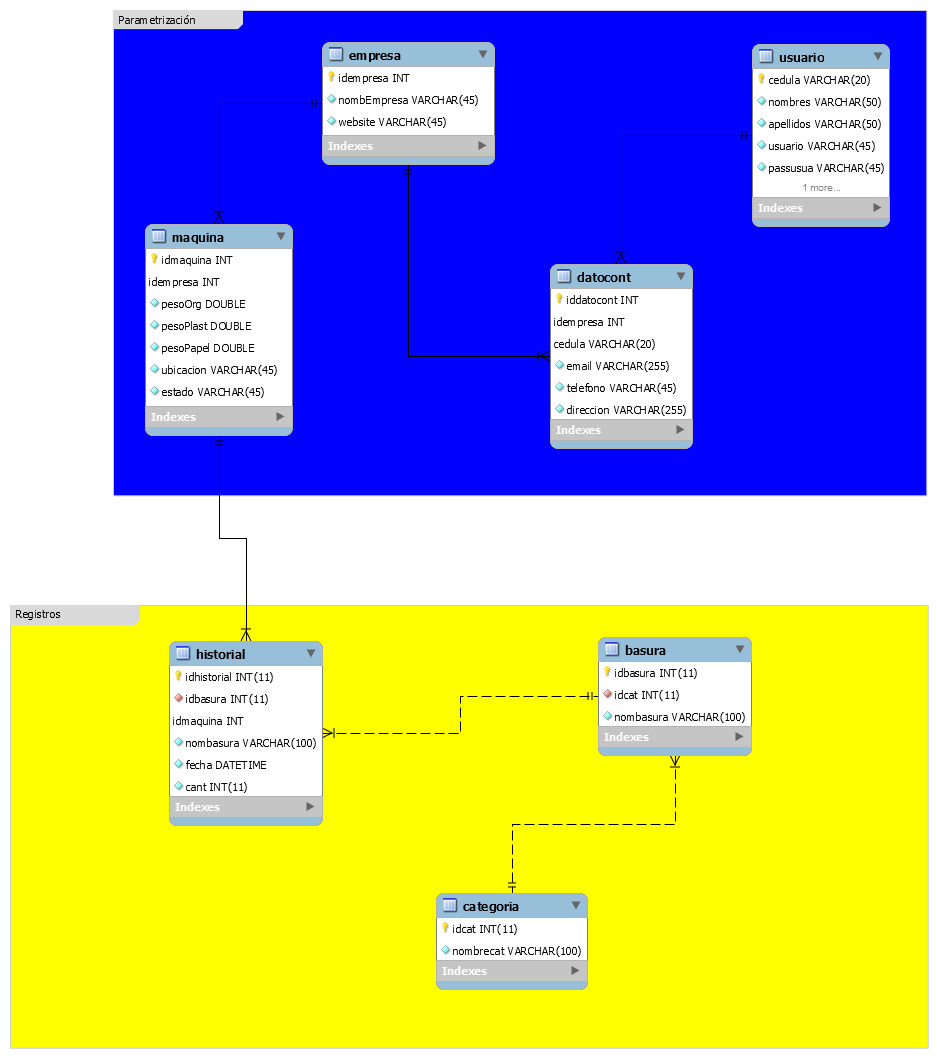 Parametrización
empresa
idempresa INT
nombEmpresa VARCHAR(45)
website VARCHAR(45)
Indexes
usuario
cedula VARCHAR(20)
nombres VARCHAR(50)
apellidos VARCHAR(50)
usuario VARCHAR(45)
passusua VARCHAR(45)
1 more...
Indexes
maquina
idmaquina INT
idempresa INT
pesoOrg DOUBLE
pesoPlast DOUBLE
pesoPapel DOUBLE
ubicacion VARCHAR(45)
estado VARCHAR(45)
Indexes
datocont
iddatocont INT
idempresa INT
cedula VARCHAR(20)
email VARCHAR(255)
telefono VARCHAR(45)
direccion VARCHAR(255)
Indexes
Registros
historial
idhistorial INT(11)
idbasura INT(11)
idmaquina INT
nombasura VARCHAR(100)
fecha DATETIME
cant INT(11)
Indexes
basura
idbasura INT(11)
idcat INT(11)
nombasura VARCHAR(100)
Indexes
categoria
idcat INT(11)
nombrecat VARCHAR(100)
Indexes